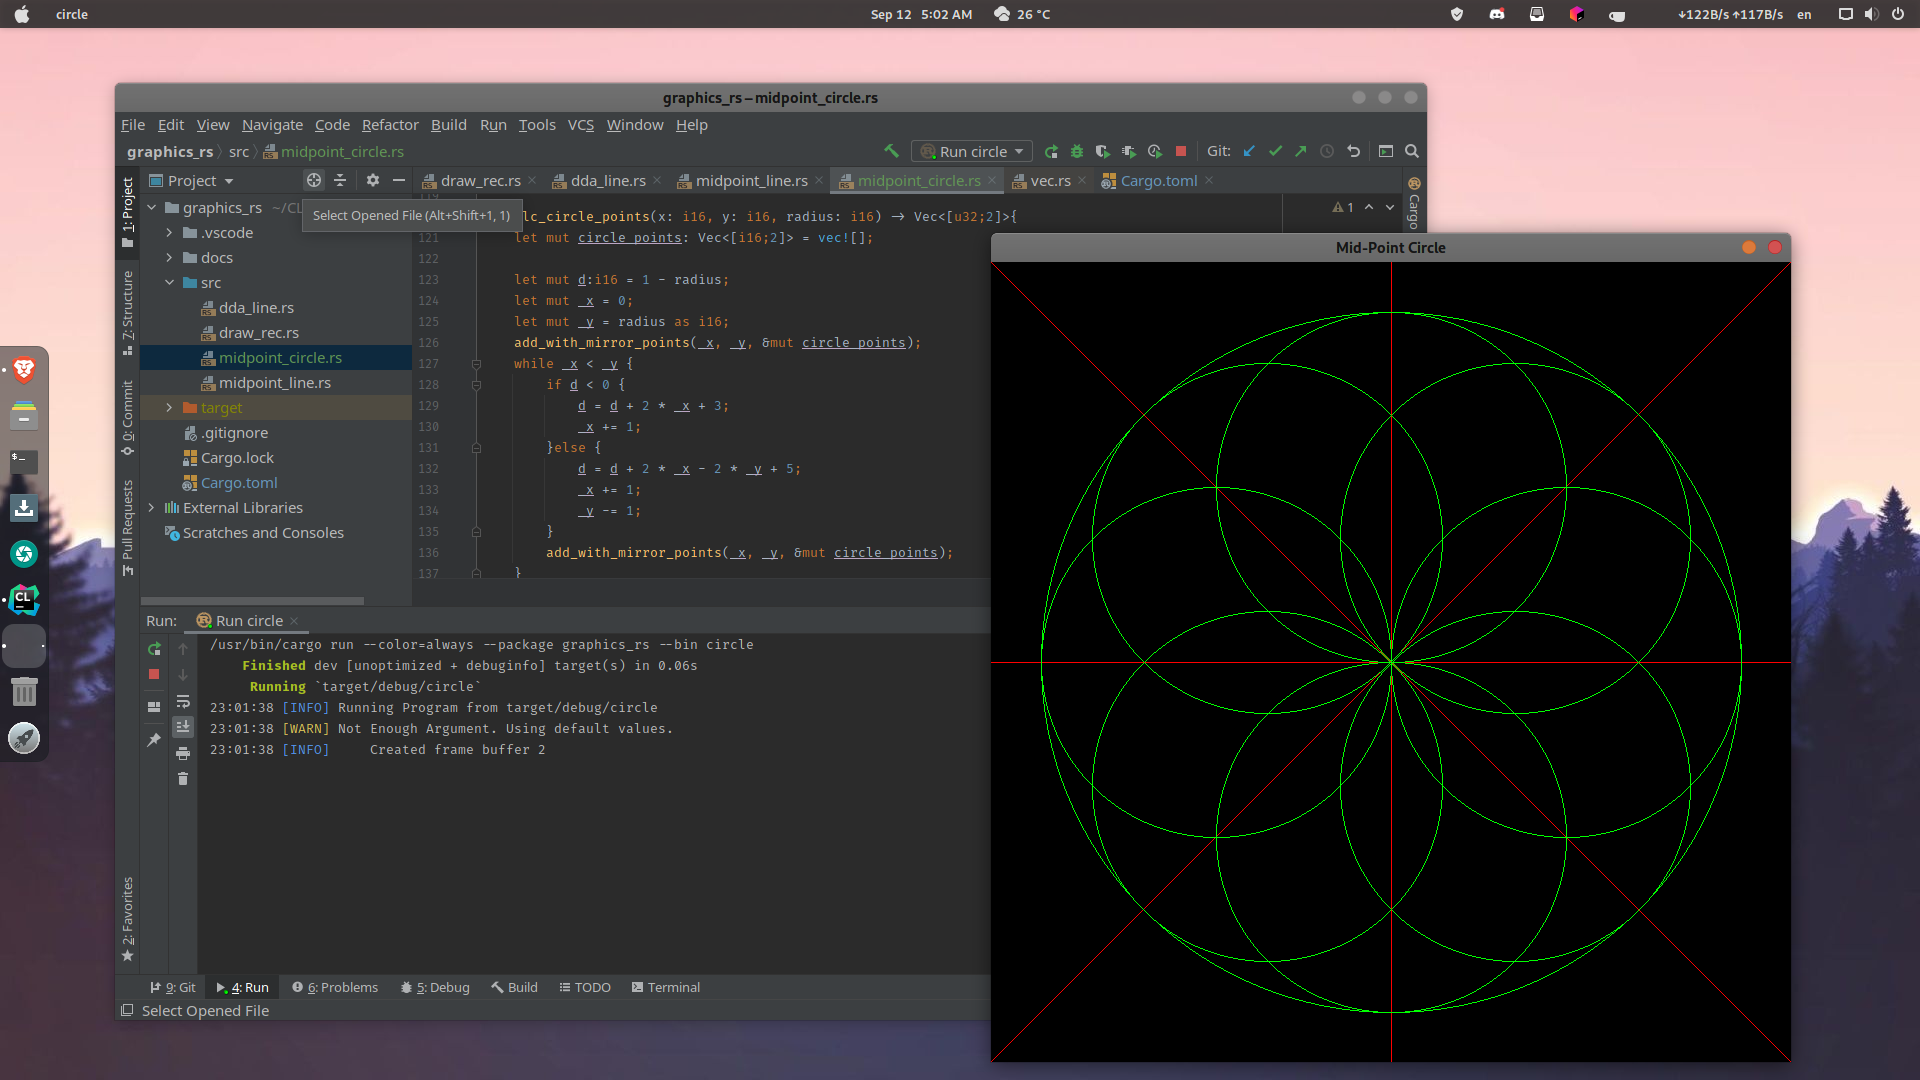 circle
Sep 12 5:02 AM 26 °C
↓122B/s ↑117B/s en
graphics_rs – midpoint_circle.rs
File Edit View Navigate Code Refactor Build Run Tools VCS Window Help
graphics_rs src midpoint_circle.rs
Run circle Git:
1: Project
Project
draw_rec.rs dda_line.rs midpoint_line.rs midpoint_circle.rs vec.rs Cargo.toml
Cargo
graphics_rs ~/CL
Select Opened File (Alt+Shift+1, 1)
.vscode
docs
src
dda_line.rs
draw_rec.rs
midpoint_circle.rs
midpoint_line.rs
target
.gitignore
Cargo.lock
Cargo.toml
External Libraries
Scratches and Consoles
Z: Structure
0: Commit
Pull Requests
2: Favorites
1
lc_circle_points(x: i16, y: i16, radius: i16) → Vec<[u32;2]>{
121 let mut circle_points: Vec<[i16;2]> = vec![];
122
123 let mut d:i16 = 1 - radius;
124 let mut _x = 0;
125 let mut _y = radius as i16;
126 add_with_mirror_points(_x, _y, &mut circle_points);
127 while _x < _y {
128 if d < 0 {
129 d = d + 2 * _x + 3;
130 _x += 1;
131 }else {
132 d = d + 2 * _x - 2 * _y + 5;
133 _x += 1;
134 _y -= 1;
135 }
136 add_with_mirror_points(_x, _y, &mut circle_points);
137 }
Mid-Point Circle
Run: Run circle
/usr/bin/cargo run --color=always --package graphics_rs --bin circle
Finished dev [unoptimized + debuginfo] target(s) in 0.06s
Running `target/debug/circle`
23:01:38 [INFO] Running Program from target/debug/circle
23:01:38 [WARN] Not Enough Argument. Using default values.
23:01:38 [INFO] Created frame buffer 2
9: Git 4: Run 6: Problems 5: Debug Build TODO Terminal
Select Opened File
CL